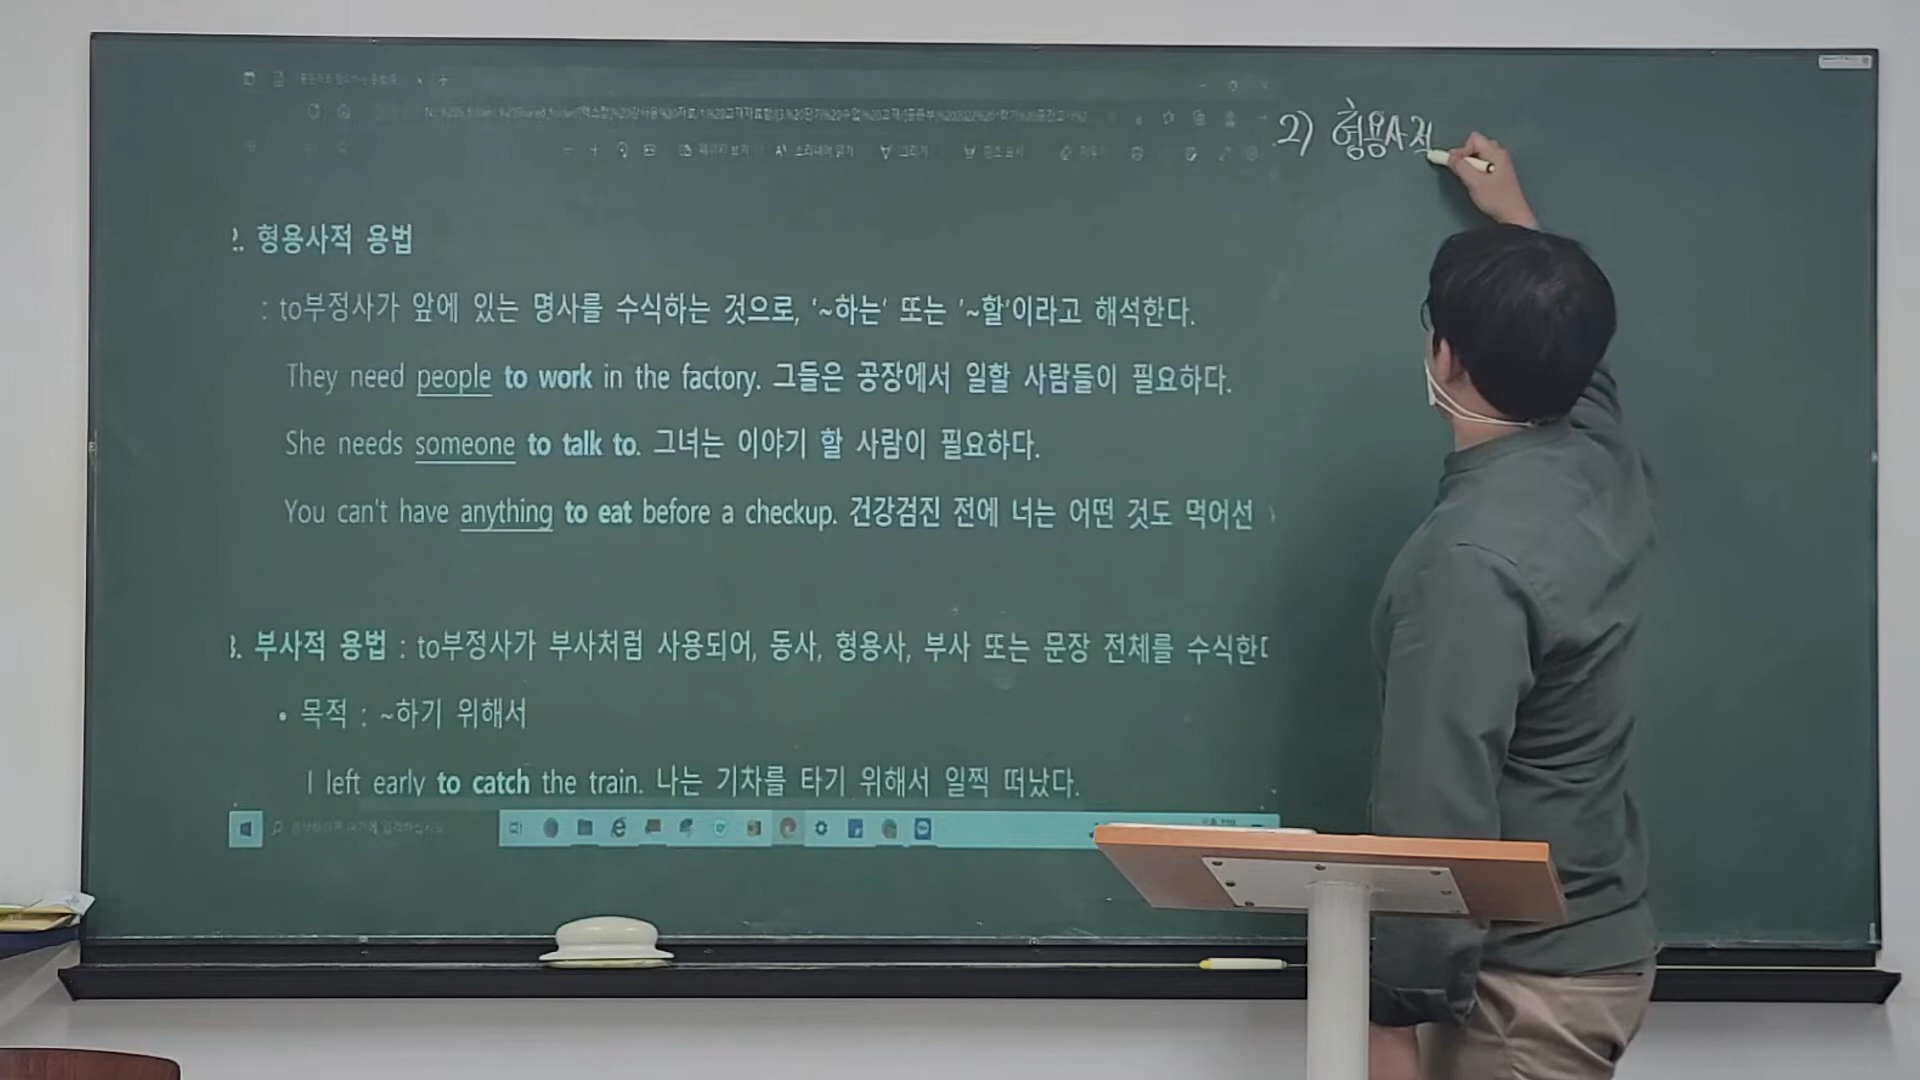 2. 형용사적 용법
: to부정사가 앞에 있는 명사를 수식하는 것으로, '~하는' 또는 '~할'이라고 해석한다.
They need people to work in the factory. 그들은 공장에서 일할 사람들이 필요하다.
She needs someone to talk to. 그녀는 이야기 할 사람이 필요하다.
You can't have anything to eat before a checkup. 건강검진 전에 너는 어떤 것도 먹어선
3. 부사적 용법 : to부정사가 부사처럼 사용되어, 동사, 형용사, 부사 또는 문장 전체를 수식한다
• 목적 : ~하기 위해서
I left early to catch the train. 나는 기차를 타기 위해서 일찍 떠났다.
2) 형용사적